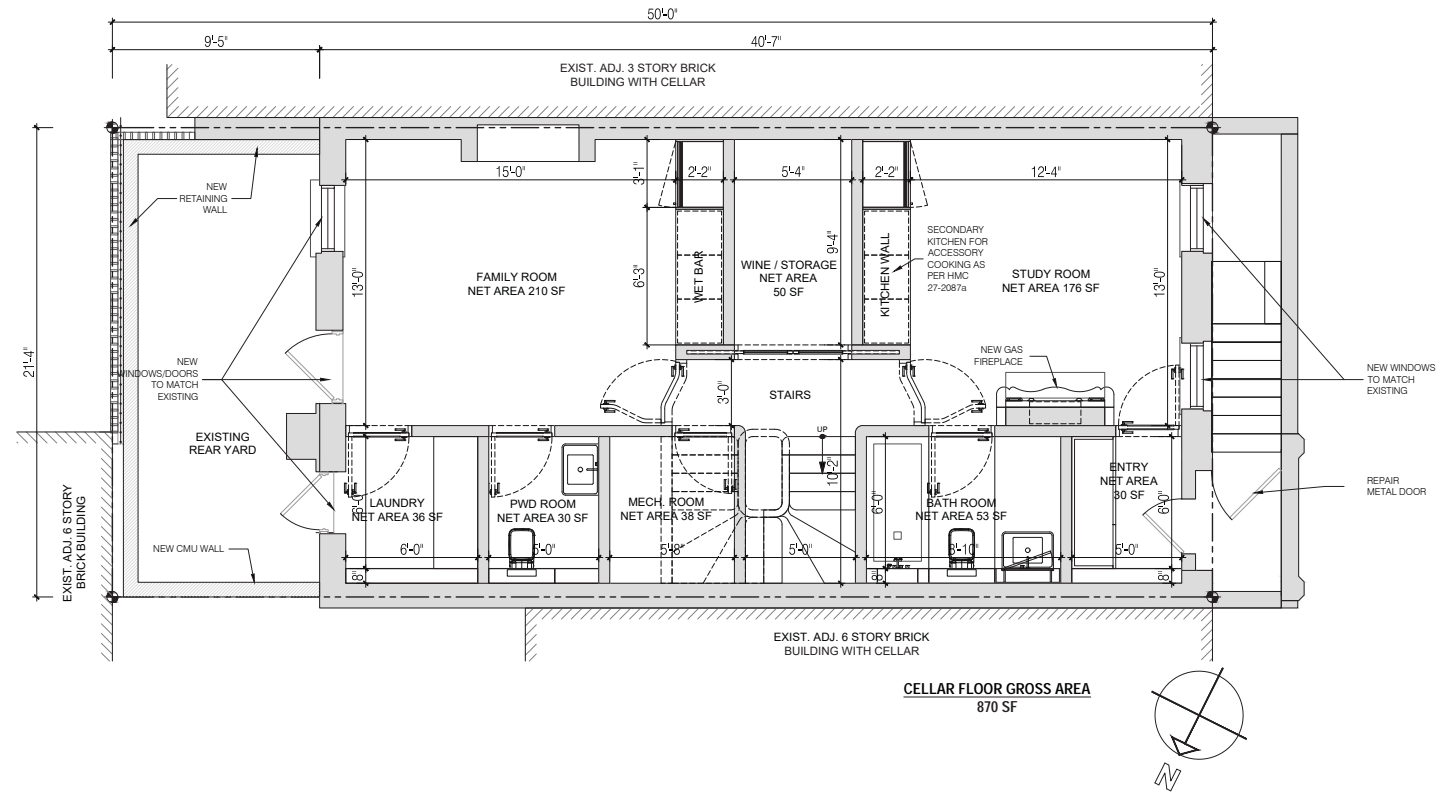 50'-0"
9'-5"
40'-7"
EXIST. ADJ. 3 STORY BRICK
BUILDING WITH CELLAR
21'-4"
NEW
RETAINING
WALL
15'-0"
3'-1"
2'-2"
5'-4"
2'-2"
12'-4"
13'-0"
FAMILY ROOM
NET AREA 210 SF
6'-3"
WET BAR
WINE / STORAGE
NET AREA
50 SF
9'-4"
KITCHEN WALL
SECONDARY
KITCHEN FOR
ACCESSORY
COOKING AS
PER HMC
27-2087a
STUDY ROOM
NET AREA 176 SF
13'-0"
NEW
WINDOWS/DOORS
TO MATCH
EXISTING
NEW GAS
FIREPLACE
NEW WINDOWS
TO MATCH
EXISTING
3'-0"
STAIRS
EXISTING
REAR YARD
UP
10'-2"
LAUNDRY
NET AREA 36 SF
6'-0"
6'-0"
8"
PWD ROOM
NET AREA 30 SF
5'-0"
MECH. ROOM
NET AREA 38 SF
5'-8"
5'-0"
BATH ROOM
NET AREA 53 SF
6'-0"
8'-10"
8"
ENTRY
NET AREA
30 SF
6'-0"
5'-0"
8"
REPAIR
METAL DOOR
NEW CMU WALL
EXIST. ADJ. 6 STORY
BRICK BUILDING
EXIST. ADJ. 6 STORY BRICK
BUILDING WITH CELLAR
CELLAR FLOOR GROSS AREA
870 SF
N